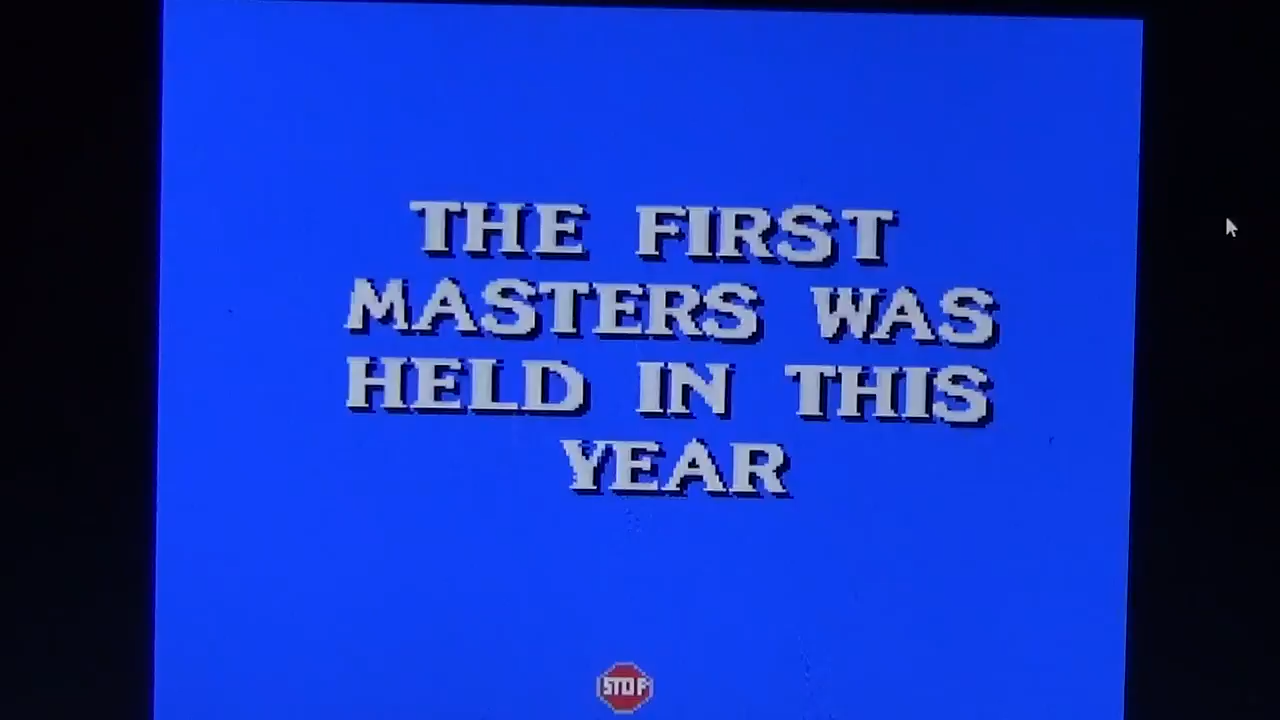 THE FIRST
MASTERS WAS
HELD IN THIS
YEAR
STOP